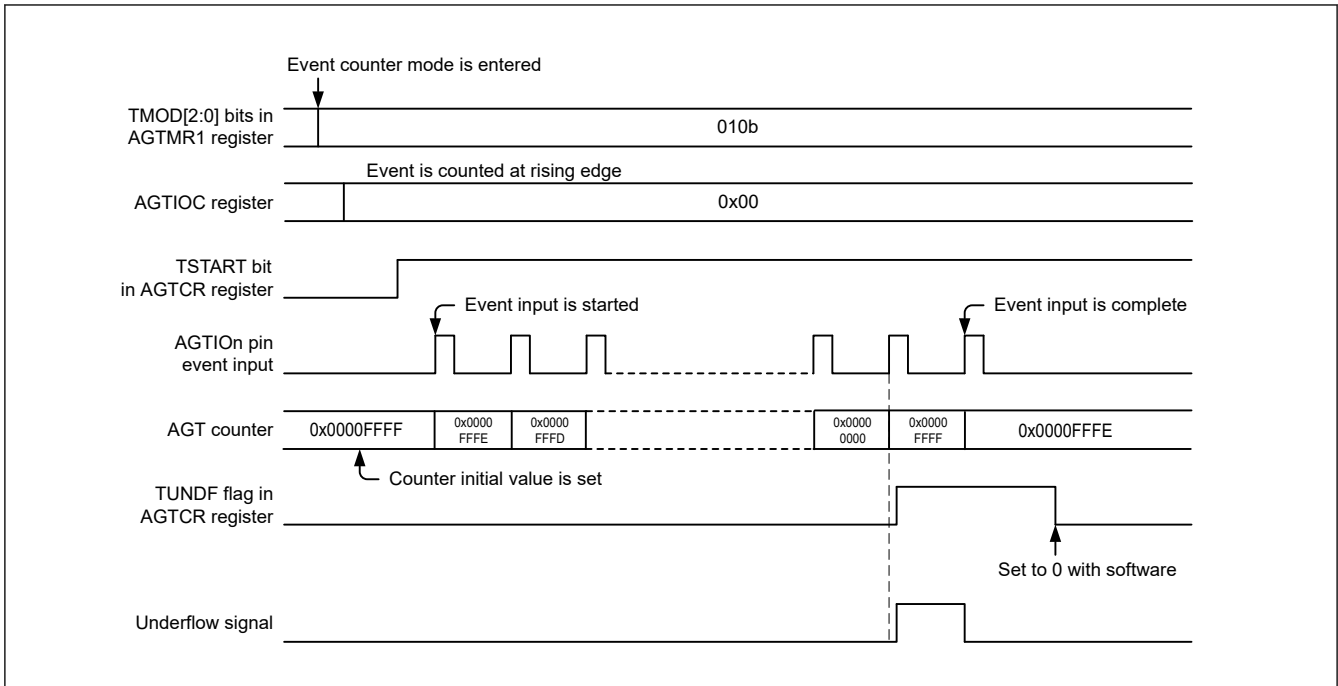 Event counter mode is entered
TMOD[2:0] bits in
AGTMR1 register
010b
Event is counted at rising edge
AGTIOC register
0x00
TSTART bit
in AGTCR register
Event input is started
Event input is complete
AGTIOn pin
event input
AGT counter
0x0000FFFF
0x0000
FFFE
0x0000
FFFD
0x0000
0000
0x0000
FFFF
0x0000FFFE
Counter initial value is set
TUNDF flag in
AGTCR register
Set to 0 with software
Underflow signal